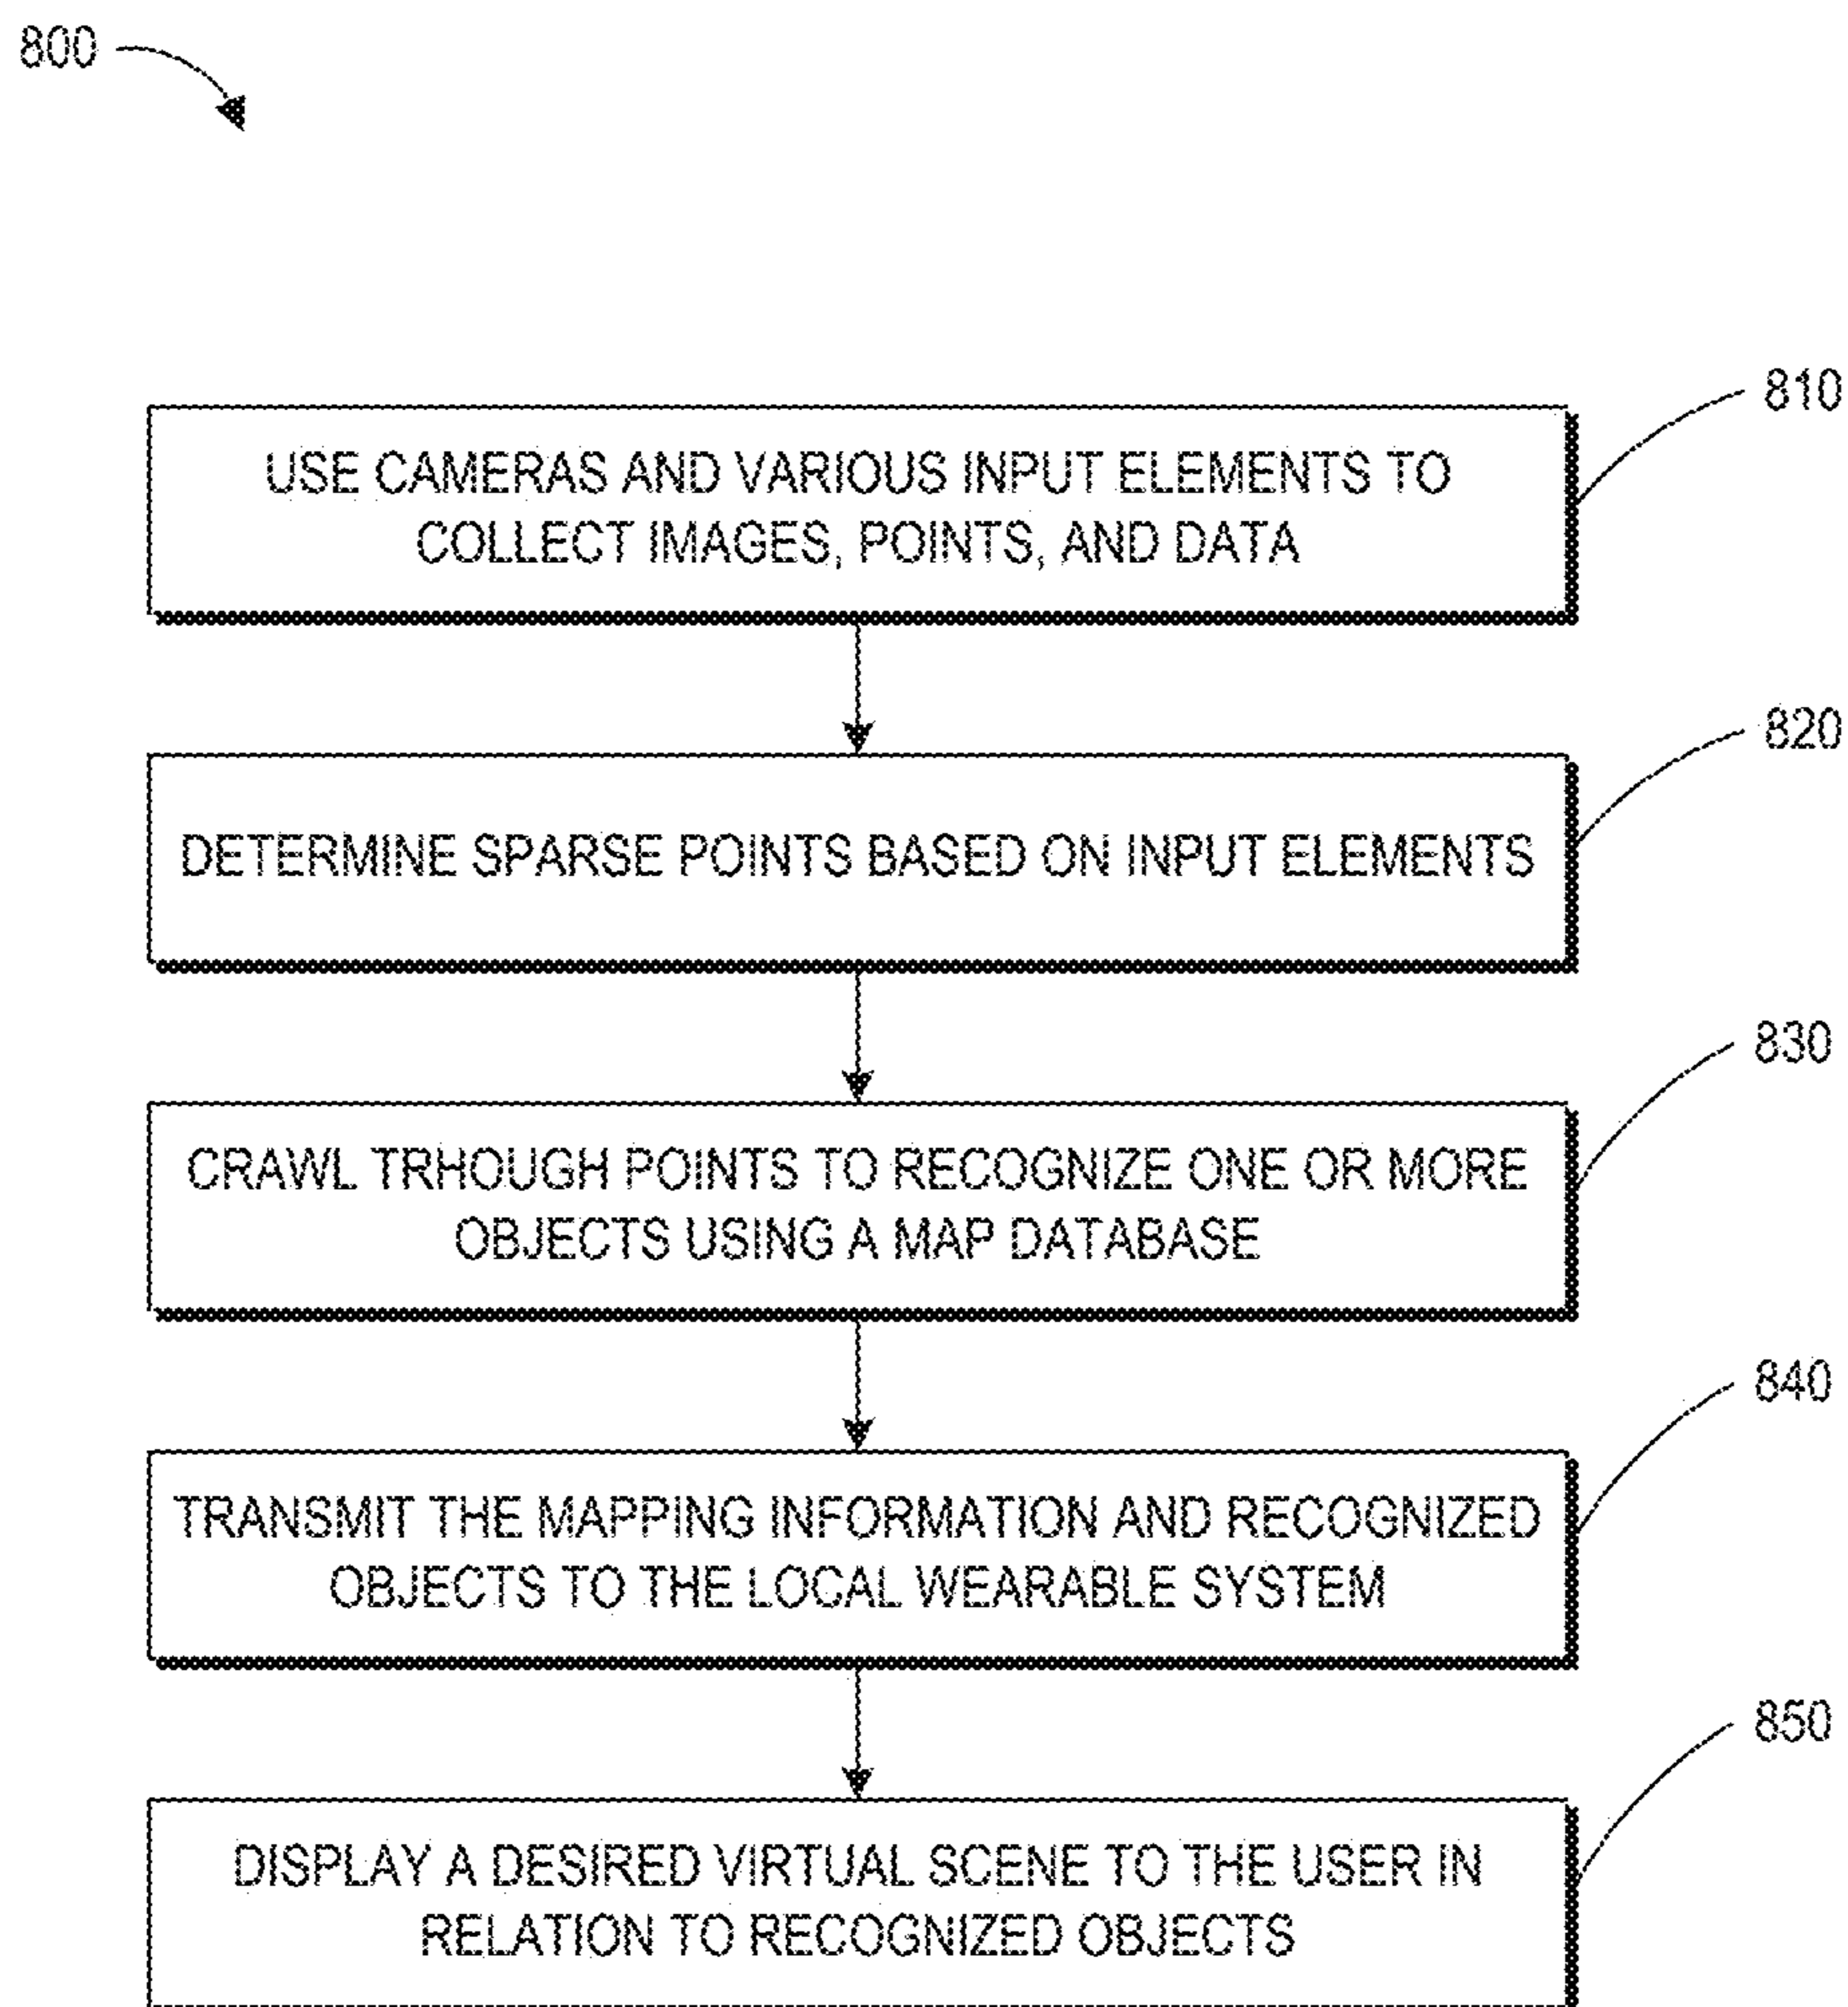 800
810
USE CAMERAS AND VARIOUS INPUT ELEMENTS TO
COLLECT IMAGES, POINTS, AND DATA
820
DETERMINE SPARSE POINTS BASED ON INPUT ELEMENTS
830
CRAWL TRHOUGH POINTS TO RECOGNIZE ONE OR MORE
OBJECTS USING A MAP DATABASE
840
TRANSMIT THE MAPPING INFORMATION AND RECOGNIZED
OBJECTS TO THE LOCAL WEARABLE SYSTEM
850
DISPLAY A DESIRED VIRTUAL SCENE TO THE USER IN
RELATION TO RECOGNIZED OBJECTS